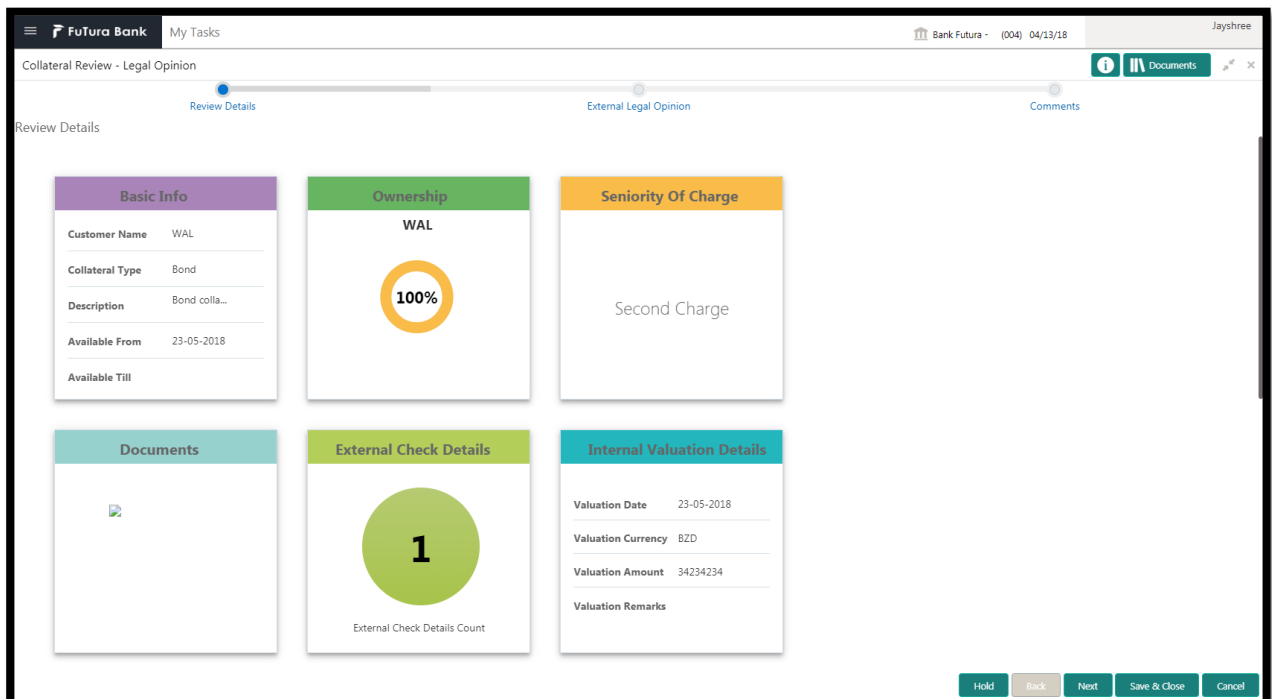 FuTura Bank My Tasks Bank Futura - (004) 04/13/18 Jayshree
Collateral Review - Legal Opinion i Documents
Review Details External Legal Opinion Comments
Review Details
Basic Info
Customer Name WAL
Collateral Type Bond
Description Bond colla...
Available From 23-05-2018
Available Till
Ownership
WAL
100%
Seniority Of Charge
Second Charge
Documents
External Check Details
1
External Check Details Count
Internal Valuation Details
Valuation Date 23-05-2018
Valuation Currency BZD
Valuation Amount 34234234
Valuation Remarks
Hold Back Next Save & Close Cancel